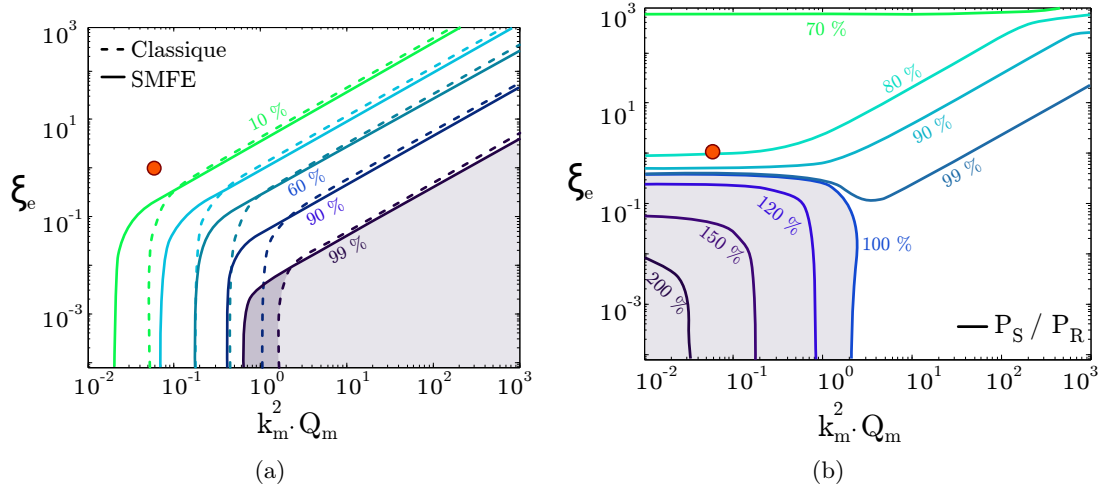 10³
10¹
10⁻¹
10⁻³
ξₑ
Classique
SMFE
10 %
60 %
90 %
99 %
10⁻² 10⁻¹ 10⁰ 10¹ 10² 10³
k²ₘ.Qₘ
(a)
10³
10¹
10⁻¹
10⁻³
ξₑ
70 %
80 %
90 %
99 %
100 %
120 %
150 %
200 %
P_S / P_R
10⁻² 10⁻¹ 10⁰ 10¹ 10² 10³
k²ₘ.Qₘ
(b)